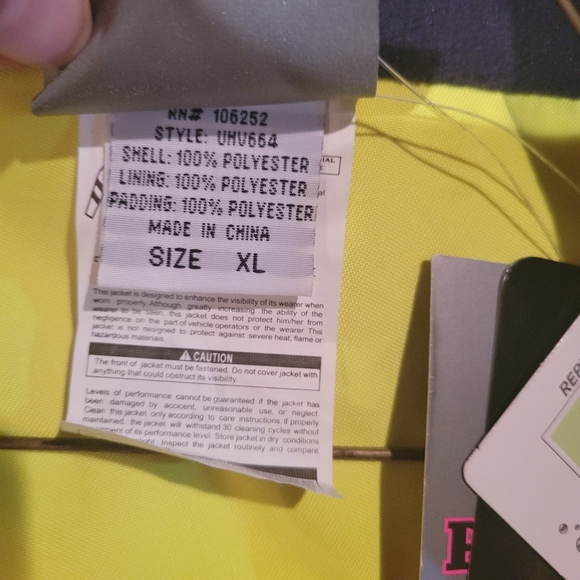 RN# 106252
STYLE: UHV664
SHELL: 100% POLYESTER
LINING: 100% POLYESTER
PADDING: 100% POLYESTER
MADE IN CHINA
SIZE XL
This jacket is designed to enhance the visibility of its wearer when
worn properly. Although greatly increasing the ability of the
wearer to be seen, this jacket does not protect him/her from
negligence on the part of vehicle operators or the wearer This
jacket is not designed to protect against severe heat, flame or
hazardous materials.
CAUTION
The front of jacket must be fastened. Do not cover jacket with
anything that could obstruct its visibility.
Levels of performance cannot be guaranteed if the jacket has
been damaged by accicent, unreasonable use, or neglect.
Clean this jacket only according to care instructions, if properly
maintained, the jacket will withstand 30 cleaning cycles without
of its performance level. Store jacket in dry conditions
Inspect the jacket routinely and compare
REP